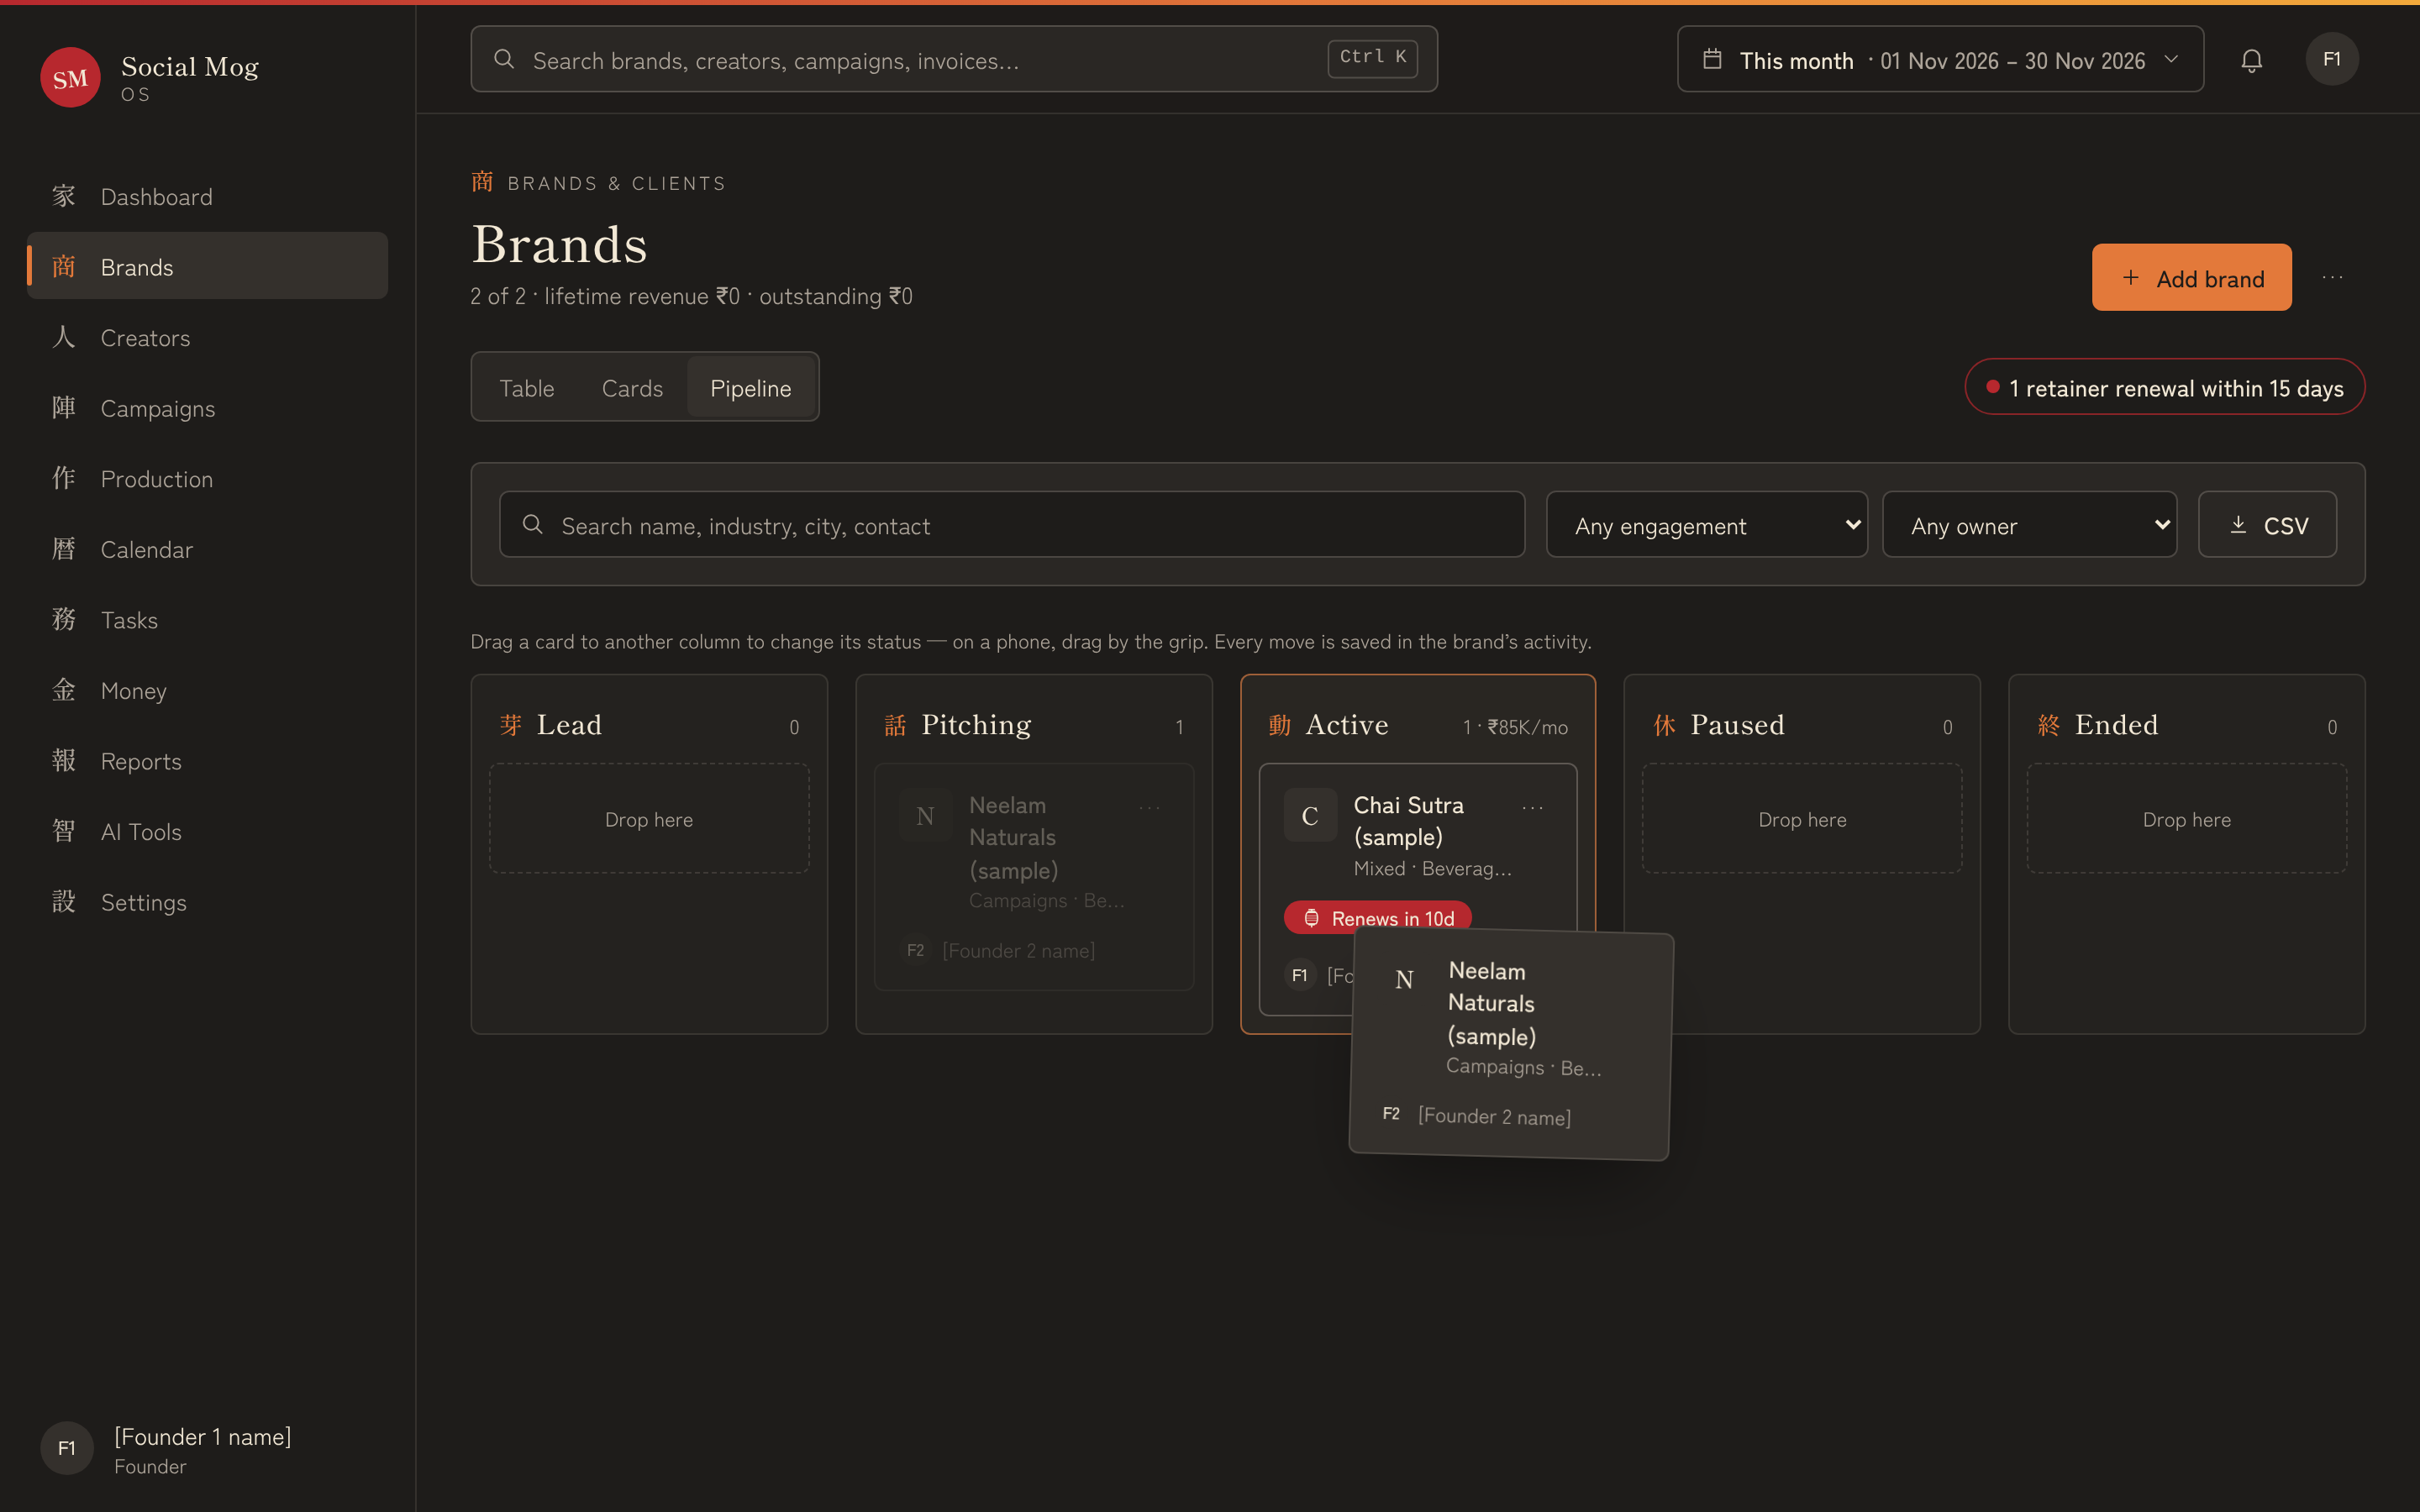 SM
Social Mog
OS
Search brands, creators, campaigns, invoices...
Ctrl K
This month · 01 Nov 2026 – 30 Nov 2026
F1
家 Dashboard
商 Brands
人 Creators
陣 Campaigns
作 Production
暦 Calendar
務 Tasks
金 Money
報 Reports
智 AI Tools
設 Settings
F1
[Founder 1 name]
Founder
商 BRANDS & CLIENTS
Brands
2 of 2 · lifetime revenue ₹0 · outstanding ₹0
+ Add brand
...
Table
Cards
Pipeline
1 retainer renewal within 15 days
Search name, industry, city, contact
Any engagement
Any owner
CSV
Drag a card to another column to change its status — on a phone, drag by the grip. Every move is saved in the brand's activity.
芽 Lead 0
Drop here
話 Pitching 1
N
Neelam
Naturals
(sample)
...
Campaigns · Be...
F2 [Founder 2 name]
動 Active 1 · ₹85K/mo
C
Chai Sutra
(sample)
...
Mixed · Beverag...
Renews in 10d
F1 [Fo
N
Neelam
Naturals
(sample)
Campaigns · Be...
F2 [Founder 2 name]
休 Paused 0
Drop here
終 Ended 0
Drop here